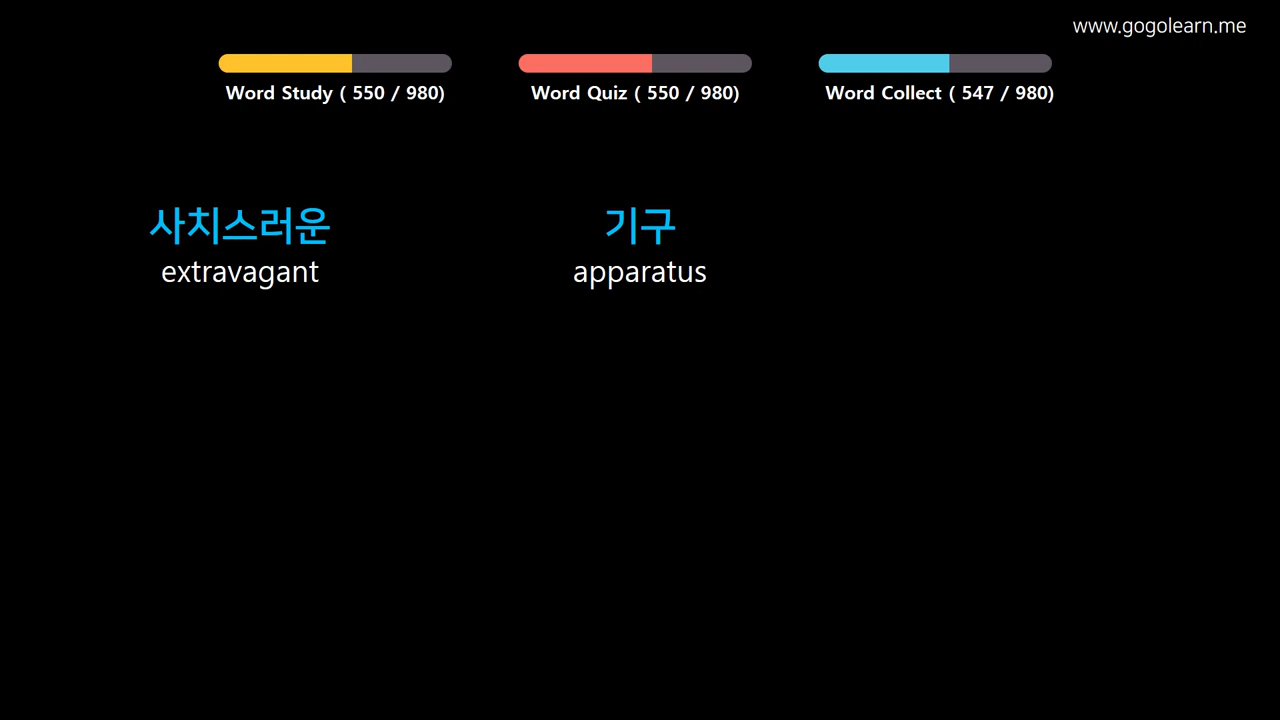 www.gogolearn.me
Word Study ( 550 / 980)
Word Quiz ( 550 / 980)
Word Collect ( 547 / 980)
사치스러운
extravagant
기구
apparatus